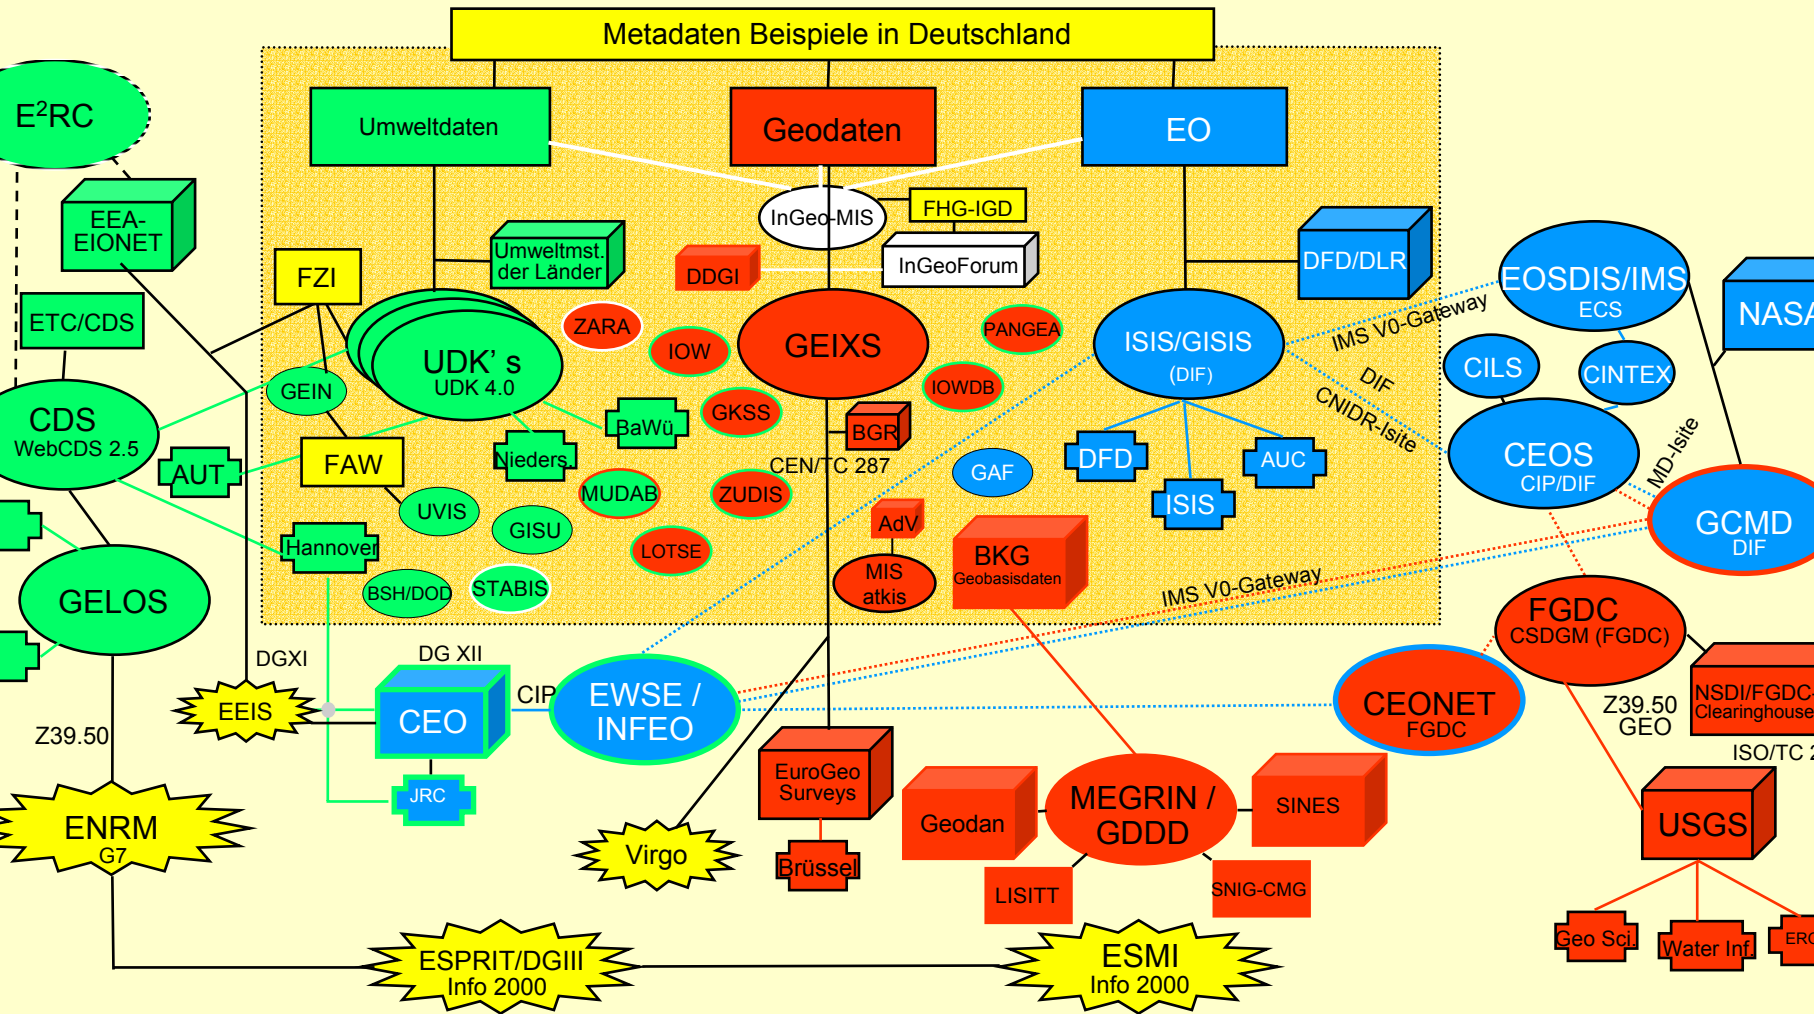 Metadaten Beispiele in Deutschland
E²RC
Umweltdaten
Geodaten
EO
EEA-
EIONET
InGeo-MIS
FHG-IGD
Umweltmst.
der Länder
FZI
DDGI
InGeoForum
DFD/DLR
EOSDIS/IMS
ECS
NASA
ETC/CDS
ZARA
IOW
GEIXS
PANGEA
ISIS/GISIS
(DIF)
IMS V0-Gateway
UDK' s
UDK 4.0
GEIN
IOWDB
DIF
CNIDR-Isite
CILS
CINTEX
CDS
WebCDS 2.5
GKSS
BaWü
BGR
CEN/TC 287
AUT
FAW
Nieders.
DFD
AUC
GAF
CEOS
CIP/DIF
MD-Isite
MUDAB
ZUDIS
ISIS
UVIS
GISU
AdV
GCMD
DIF
Hannover
LOTSE
BKG
Geobasisdaten
MIS
atkis
GELOS
BSH/DOD
STABIS
IMS V0-Gateway
FGDC
CSDGM (FGDC)
DGXI
DG XII
EEIS
CEO
CIP
EWSE /
INFEO
CEONET
FGDC
Z39.50
GEO
NSDI/FGDC-
Clearinghouse
ISO/TC 2
Z39.50
JRC
EuroGeo
Surveys
Geodan
MEGRIN /
GDDD
SINES
USGS
ENRM
G7
Virgo
Brüssel
LISITT
SNIG-CMG
Geo Sci.
Water Inf.
ESPRIT/DGIII
Info 2000
ESMI
Info 2000